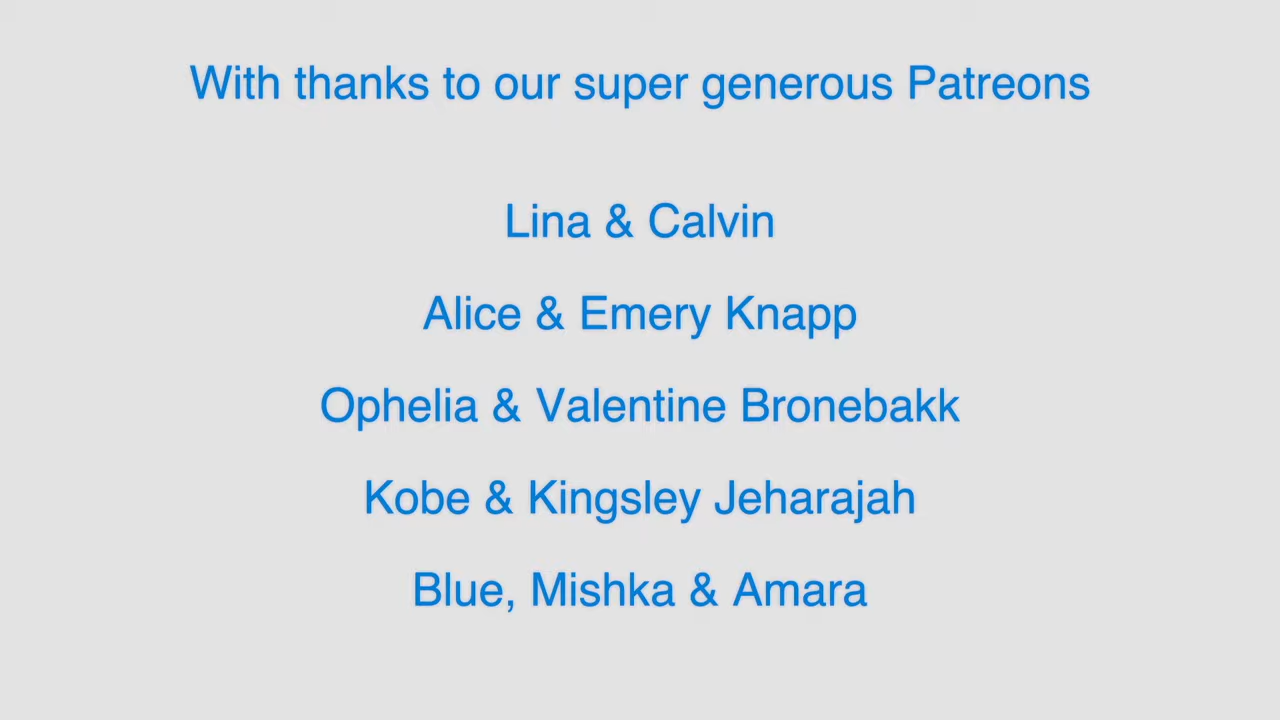 With thanks to our super generous Patreons
Lina & Calvin
Alice & Emery Knapp
Ophelia & Valentine Bronebakk
Kobe & Kingsley Jeharajah
Blue, Mishka & Amara